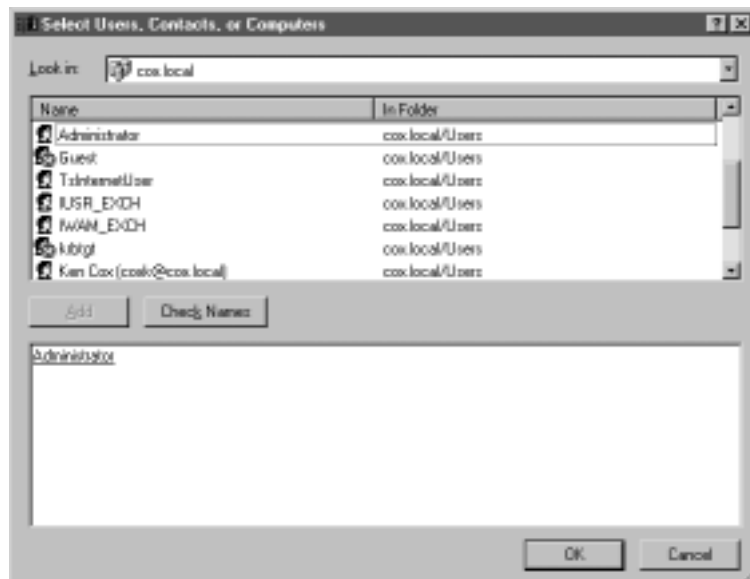 Select Users, Contacts, or Computers
Look in: cox.local
Name In Folder
Administrator cox.local/Users
Guest cox.local/Users
TsInternetUser cox.local/Users
IUSR_EXCH cox.local/Users
IWAM_EXCH cox.local/Users
krbtgt cox.local/Users
Ken Cox (coxk@cox.local) cox.local/Users
Add Check Names
Administrator
OK Cancel